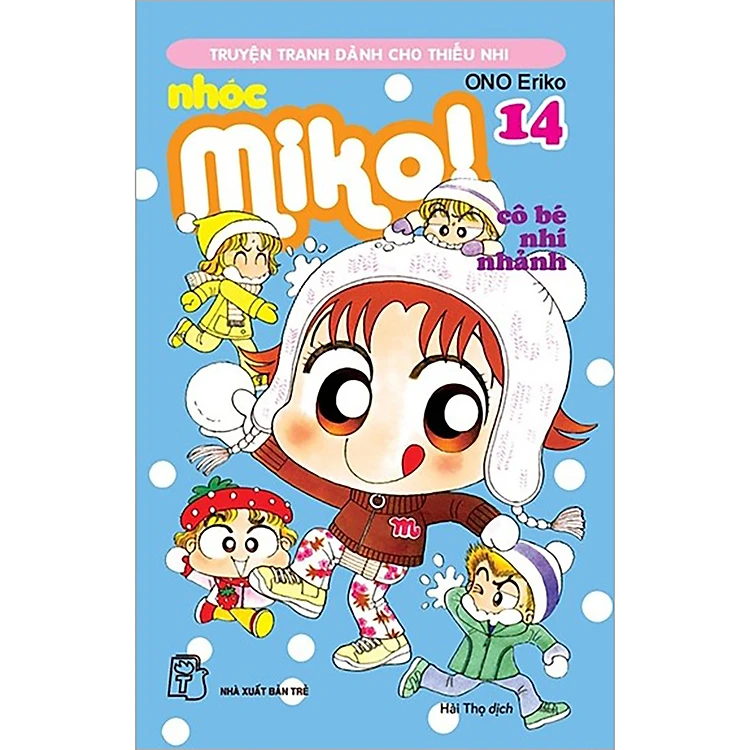 TRUYỆN TRANH DÀNH CHO THIẾU NHI
ONO Eriko
nhóc
miko!
14
cô bé
nhí
nhảnh
m
T
NHÀ XUẤT BẢN TRẺ
Hải Thọ dịch